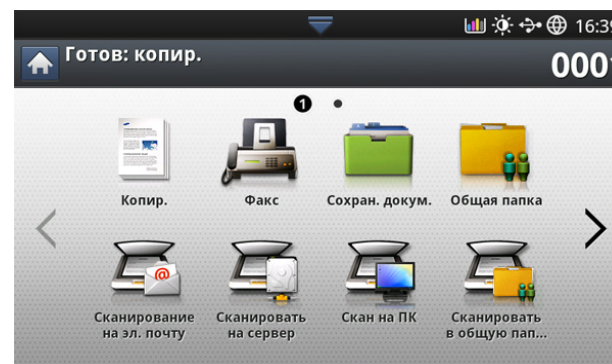 16:39
Готов: копир.
0001
1
Копир.
Факс
Сохран. докум.
Общая папка
@
Сканирование
на эл. почту
Сканировать
на сервер
Скан на ПК
Сканировать
в общую пап...